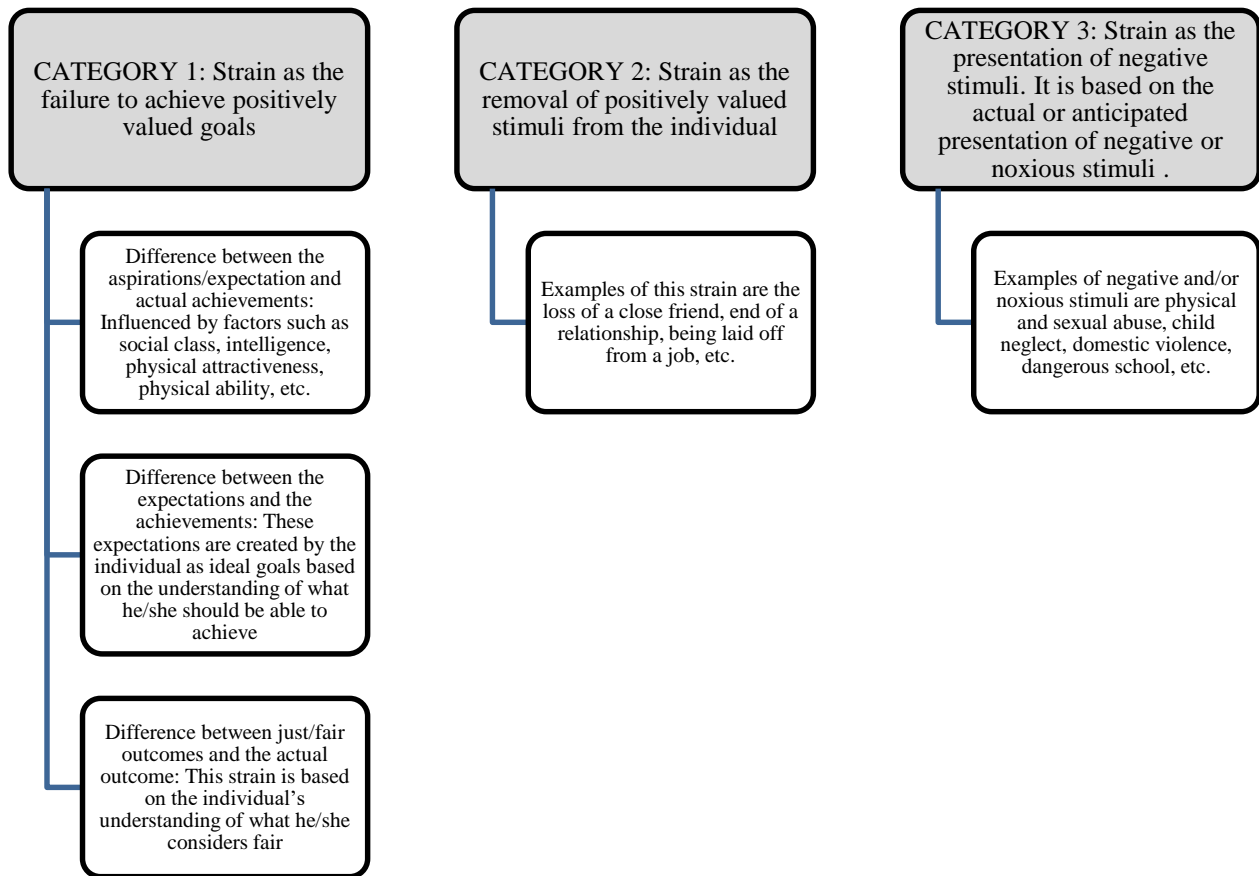 CATEGORY 1: Strain as the
failure to achieve positively
valued goals
Difference between the
aspirations/expectation and
actual achievements:
Influenced by factors such as
social class, intelligence,
physical attractiveness,
physical ability, etc.
Difference between the
expectations and the
achievements: These
expectations are created by the
individual as ideal goals based
on the understanding of what
he/she should be able to
achieve
Difference between just/fair
outcomes and the actual
outcome: This strain is based
on the individual’s
understanding of what he/she
considers fair
CATEGORY 2: Strain as the
removal of positively valued
stimuli from the individual
Examples of this strain are the
loss of a close friend, end of a
relationship, being laid off
from a job, etc.
CATEGORY 3: Strain as the
presentation of negative
stimuli. It is based on the
actual or anticipated
presentation of negative or
noxious stimuli .
Examples of negative and/or
noxious stimuli are physical
and sexual abuse, child
neglect, domestic violence,
dangerous school, etc.